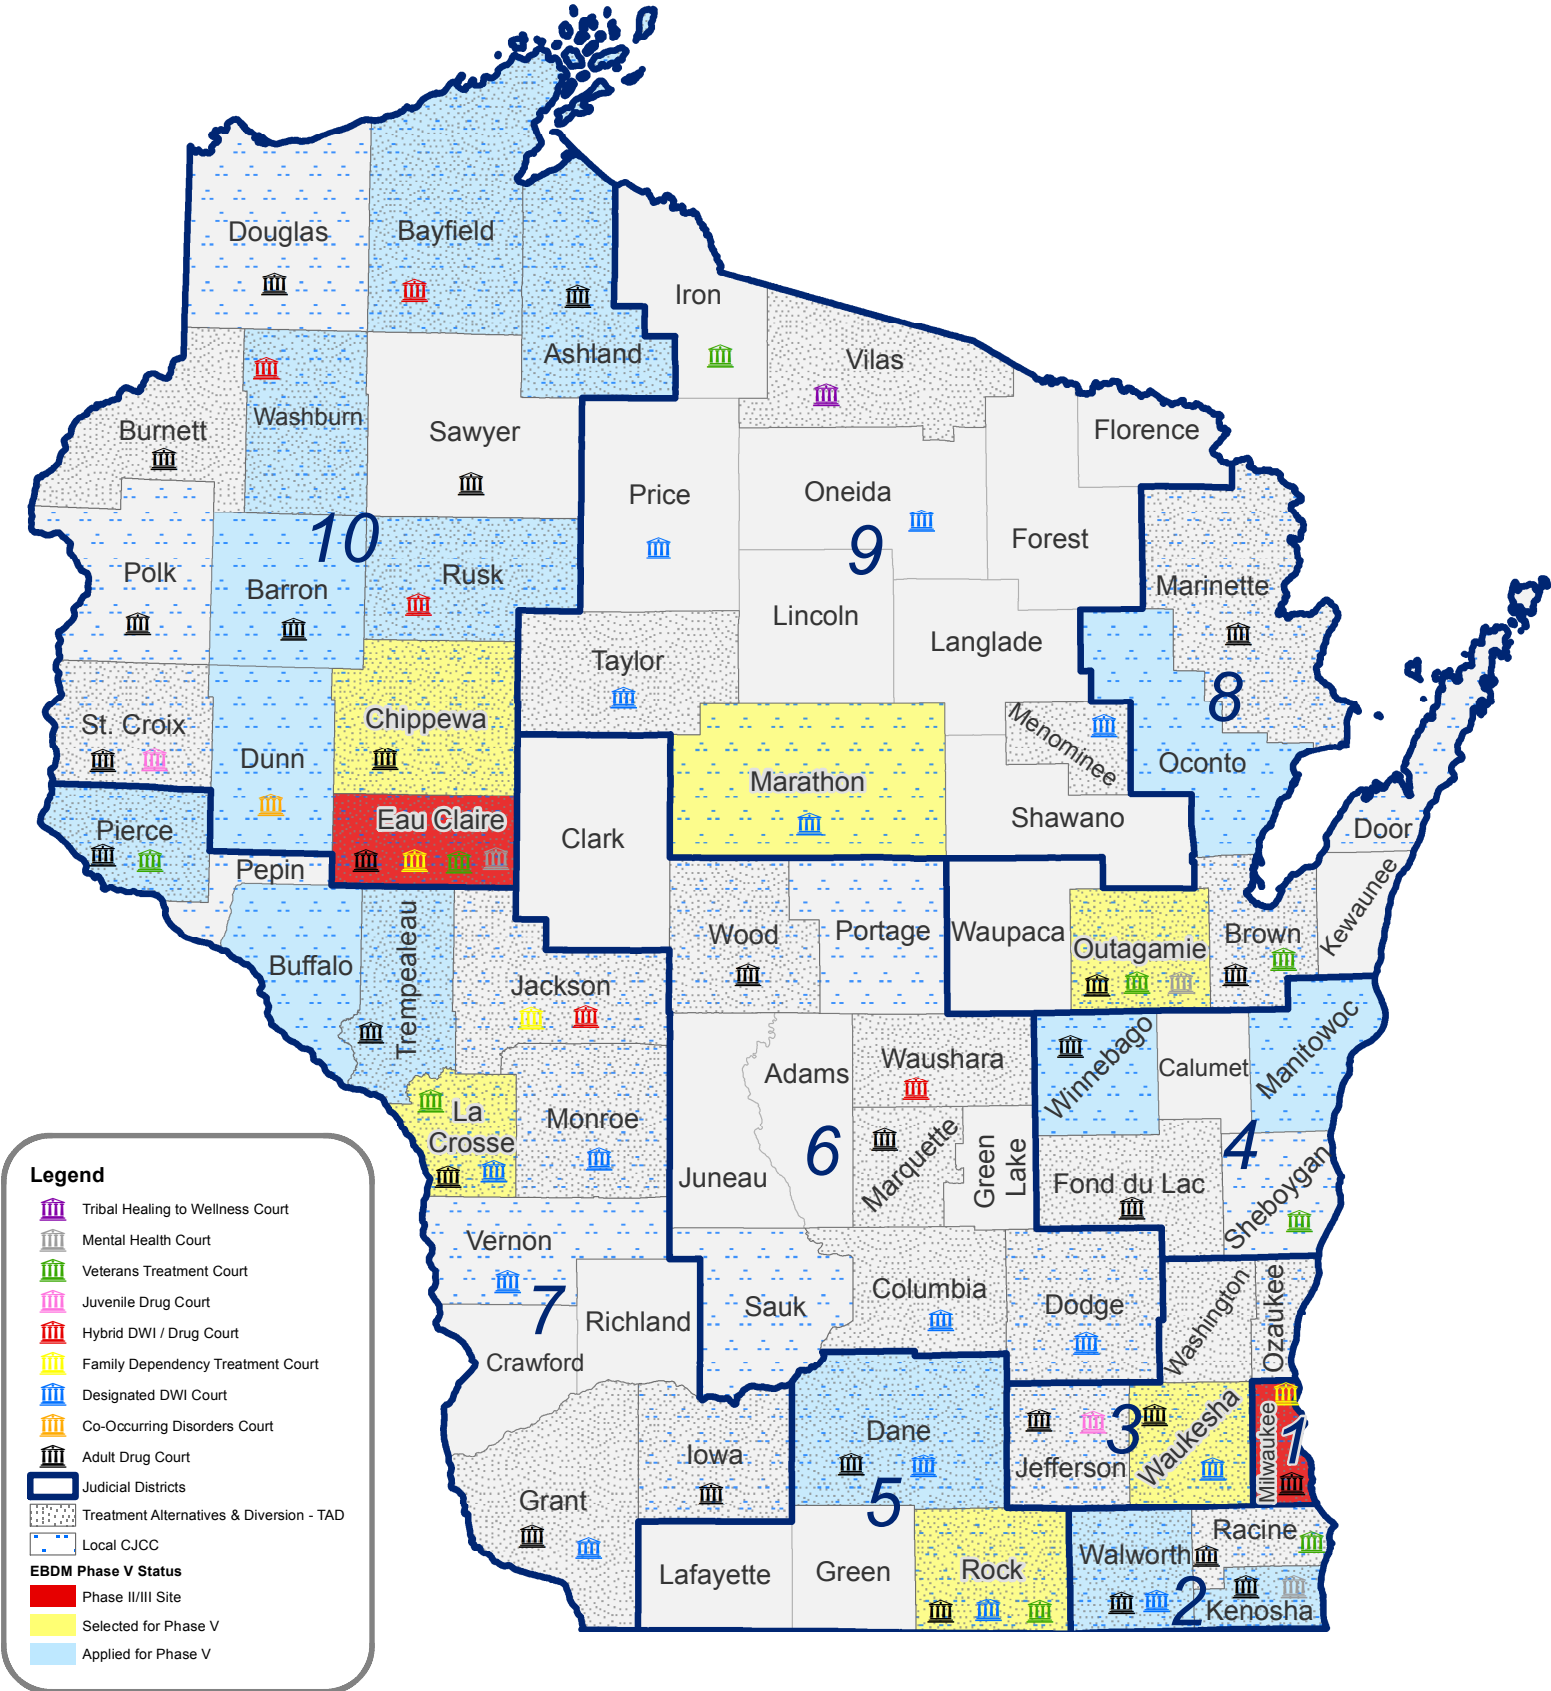 Douglas
Bayfield
Ashland
Iron
Vilas
Burnett
Washburn
Sawyer
Florence
Price
Oneida
Forest
10
9
Polk
Barron
Rusk
Marinette
Lincoln
Langlade
Taylor
8
St. Croix
Chippewa
Menominee
Dunn
Marathon
Oconto
Eau Claire
Clark
Shawano
Door
Pierce
Pepin
Kewaunee
Buffalo
Trempealeau
Wood
Portage
Waupaca
Outagamie
Brown
Jackson
Adams
Waushara
Winnebago
Calumet
Manitowoc
La
Crosse
Monroe
6
Juneau
Marquette
Green
Lake
4
Fond du Lac
Sheboygan
Vernon
7
Richland
Sauk
Columbia
Dodge
Washington
Ozaukee
Crawford
Dane
3
Waukesha
Milwaukee
1
Iowa
Jefferson
Grant
5
Lafayette
Green
Rock
Walworth
Racine
2
Kenosha
Legend
Tribal Healing to Wellness Court
Mental Health Court
Veterans Treatment Court
Juvenile Drug Court
Hybrid DWI / Drug Court
Family Dependency Treatment Court
Designated DWI Court
Co-Occurring Disorders Court
Adult Drug Court
Judicial Districts
Treatment Alternatives & Diversion - TAD
Local CJCC
EBDM Phase V Status
Phase II/III Site
Selected for Phase V
Applied for Phase V